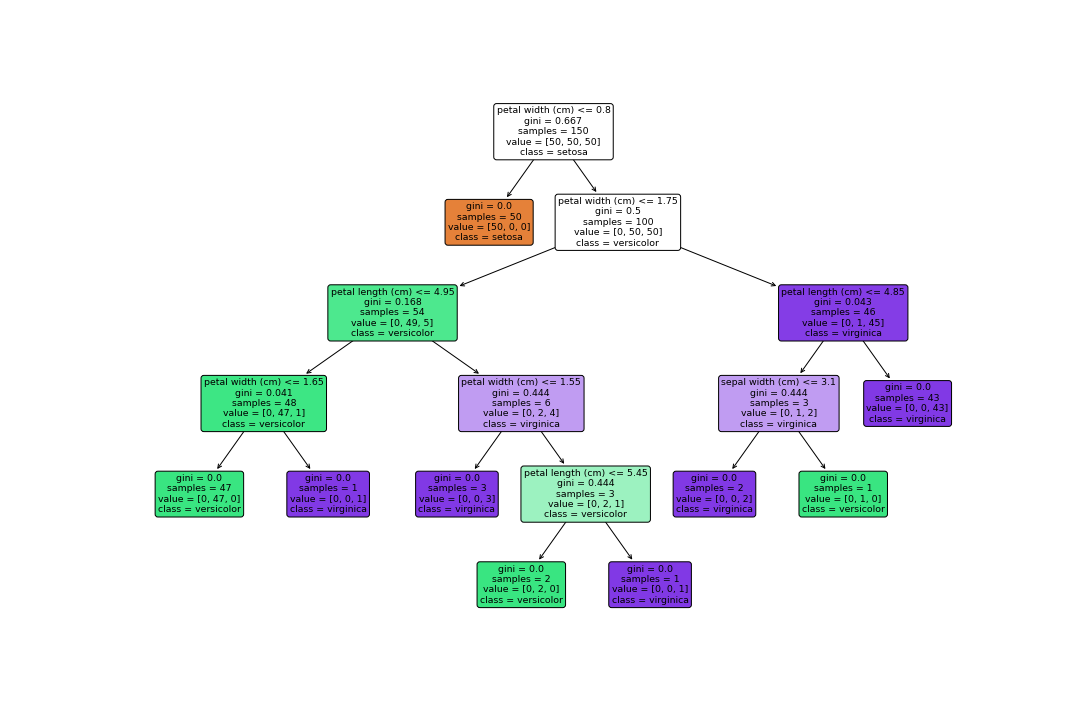 petal width (cm) <= 0.8
gini = 0.667
samples = 150
value = [50, 50, 50]
class = setosa
gini = 0.0
samples = 50
value = [50, 0, 0]
class = setosa
petal width (cm) <= 1.75
gini = 0.5
samples = 100
value = [0, 50, 50]
class = versicolor
petal length (cm) <= 4.95
gini = 0.168
samples = 54
value = [0, 49, 5]
class = versicolor
petal length (cm) <= 4.85
gini = 0.043
samples = 46
value = [0, 1, 45]
class = virginica
petal width (cm) <= 1.65
gini = 0.041
samples = 48
value = [0, 47, 1]
class = versicolor
petal width (cm) <= 1.55
gini = 0.444
samples = 6
value = [0, 2, 4]
class = virginica
sepal width (cm) <= 3.1
gini = 0.444
samples = 3
value = [0, 1, 2]
class = virginica
gini = 0.0
samples = 43
value = [0, 0, 43]
class = virginica
gini = 0.0
samples = 47
value = [0, 47, 0]
class = versicolor
gini = 0.0
samples = 1
value = [0, 0, 1]
class = virginica
gini = 0.0
samples = 3
value = [0, 0, 3]
class = virginica
petal length (cm) <= 5.45
gini = 0.444
samples = 3
value = [0, 2, 1]
class = versicolor
gini = 0.0
samples = 2
value = [0, 0, 2]
class = virginica
gini = 0.0
samples = 1
value = [0, 1, 0]
class = versicolor
gini = 0.0
samples = 2
value = [0, 2, 0]
class = versicolor
gini = 0.0
samples = 1
value = [0, 0, 1]
class = virginica